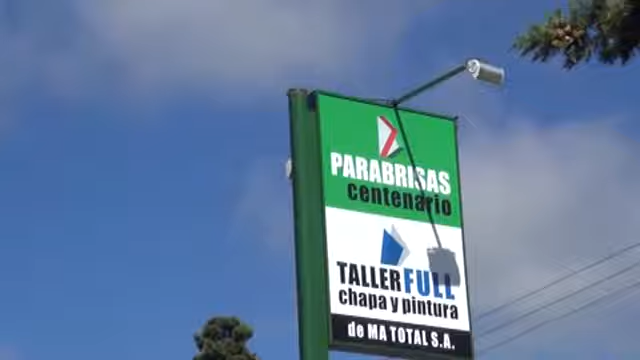 PARABRISAS
centenario
TALLER FULL
chapa y pintura
de MA TOTAL S.A.